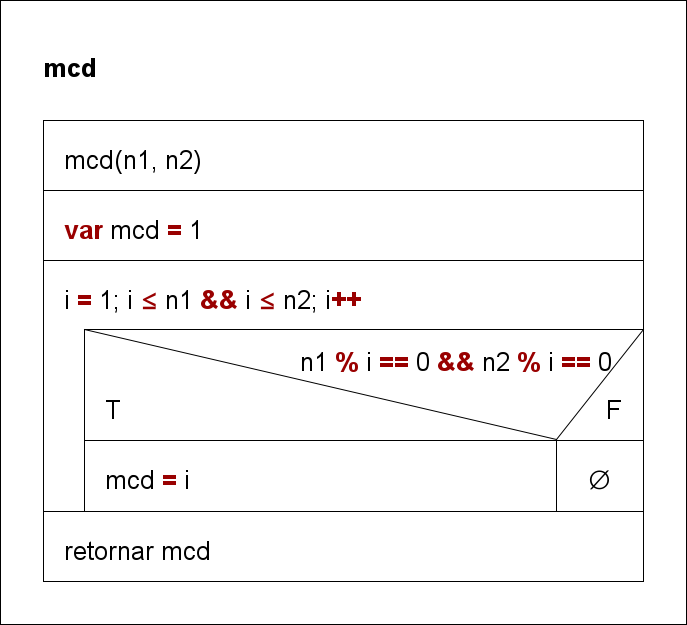 mcd
mcd(n1, n2)
var mcd = 1
i = 1; i ≤ n1 && i ≤ n2; i++
n1 % i == 0 && n2 % i == 0
T
F
mcd = i
∅
retornar mcd